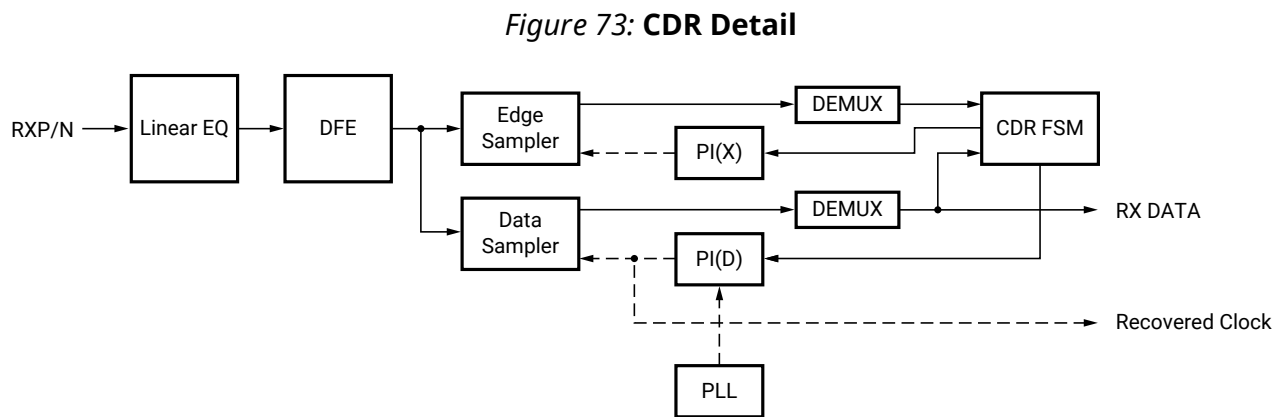 Figure 73: CDR Detail
RXP/N
Linear EQ
DFE
Edge
Sampler
DEMUX
CDR FSM
PI(X)
Data
Sampler
DEMUX
RX DATA
PI(D)
Recovered Clock
PLL